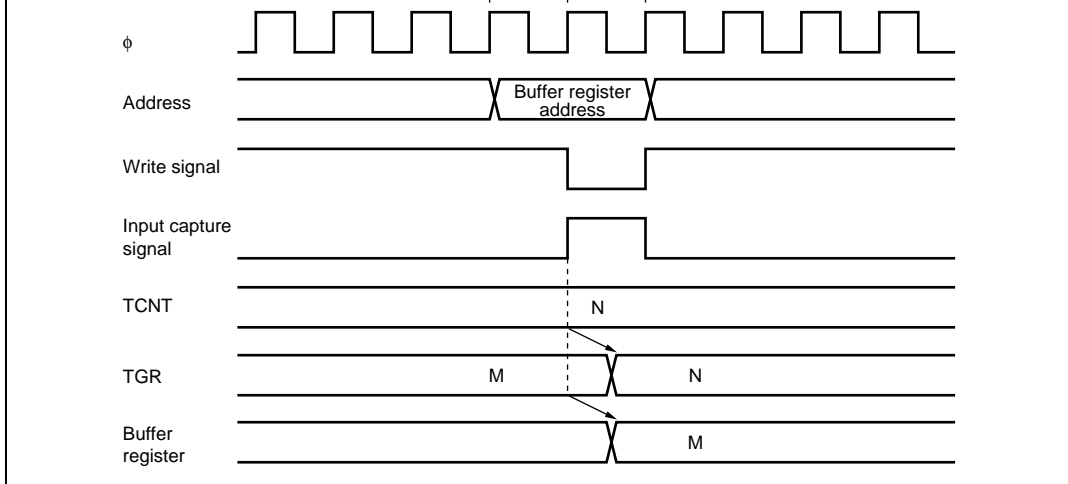 ϕ
Address
Buffer register
address
Write signal
Input capture
signal
TCNT
N
TGR
M
N
Buffer
register
M